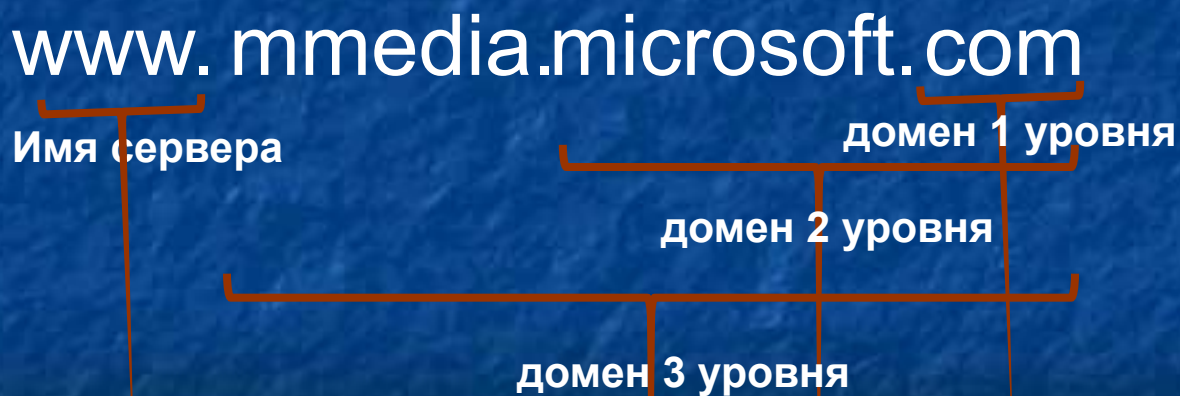 www. mmedia.microsoft.com
Имя сервера
домен 1 уровня
домен 2 уровня
домен 3 уровня